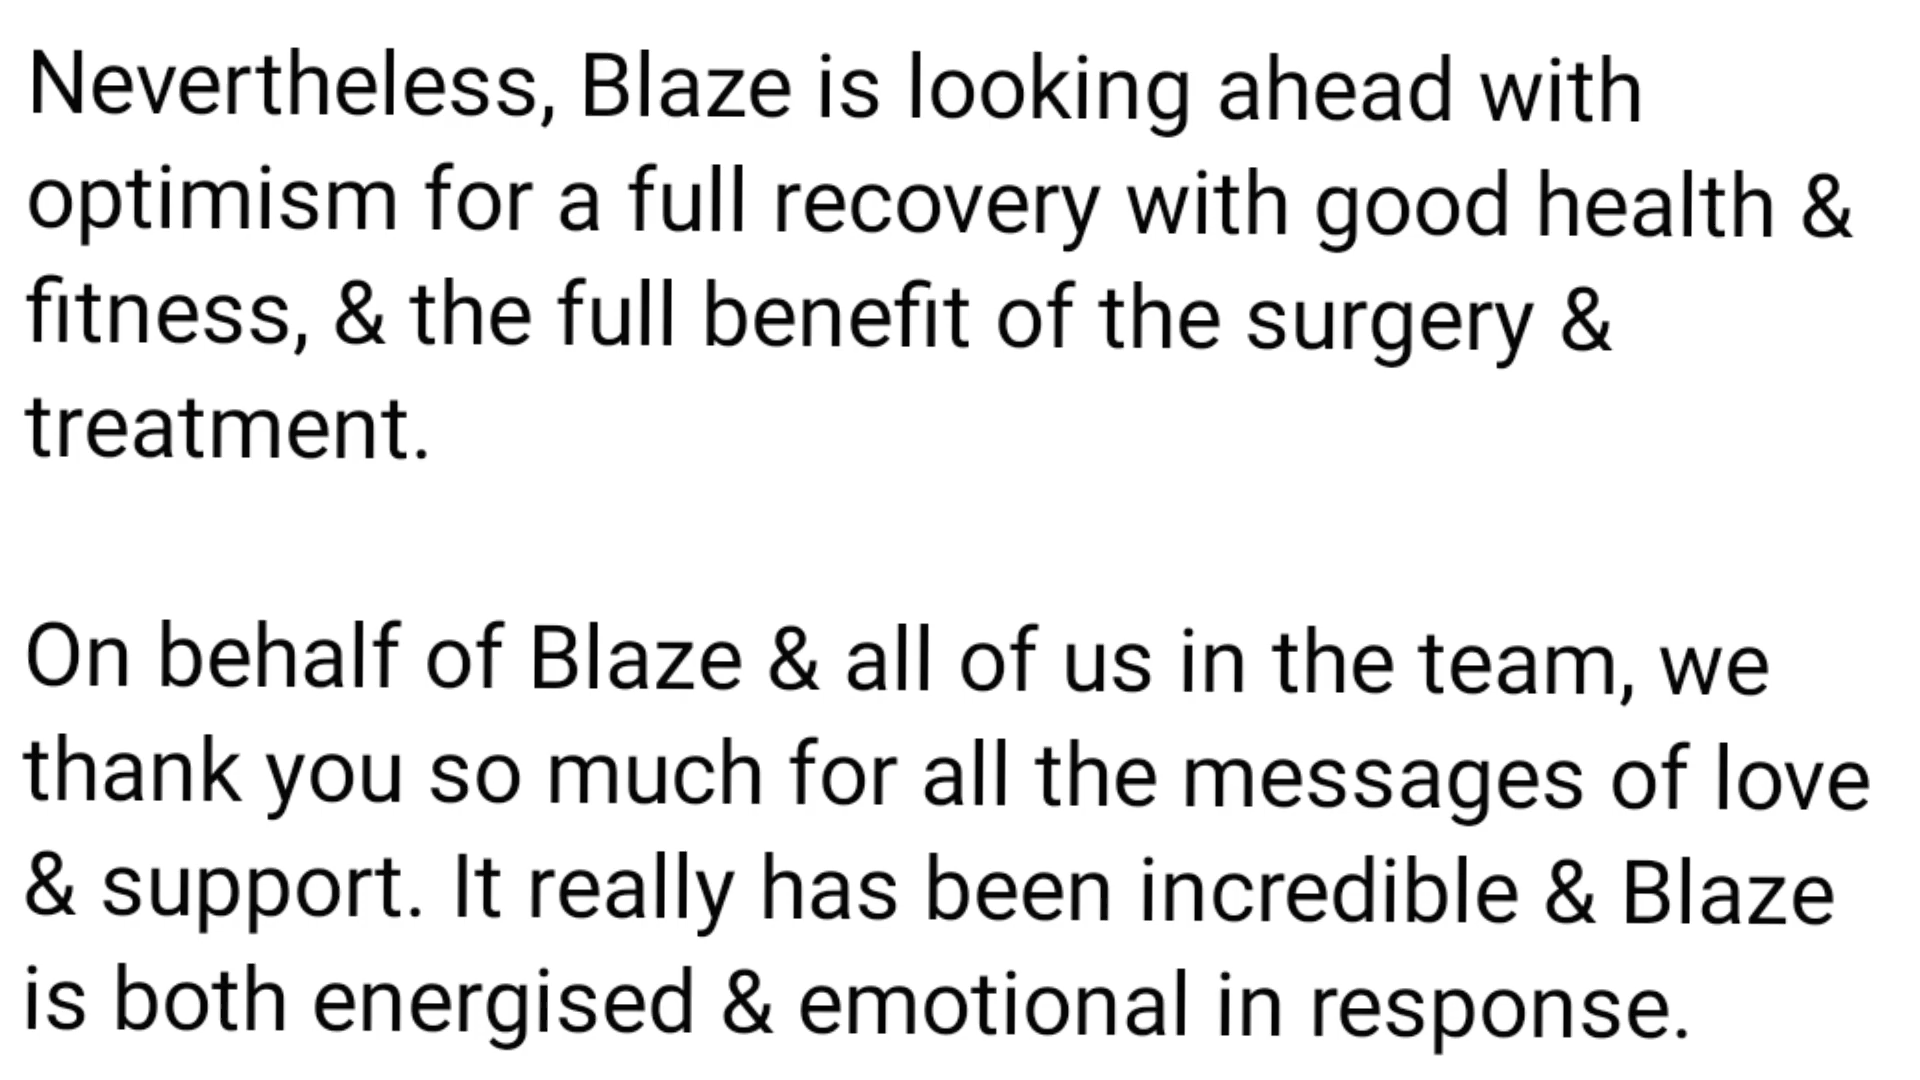 Nevertheless, Blaze is looking ahead with
optimism for a full recovery with good health &
fitness, & the full benefit of the surgery &
treatment.
On behalf of Blaze & all of us in the team, we
thank you so much for all the messages of love
& support. It really has been incredible & Blaze
is both energised & emotional in response.